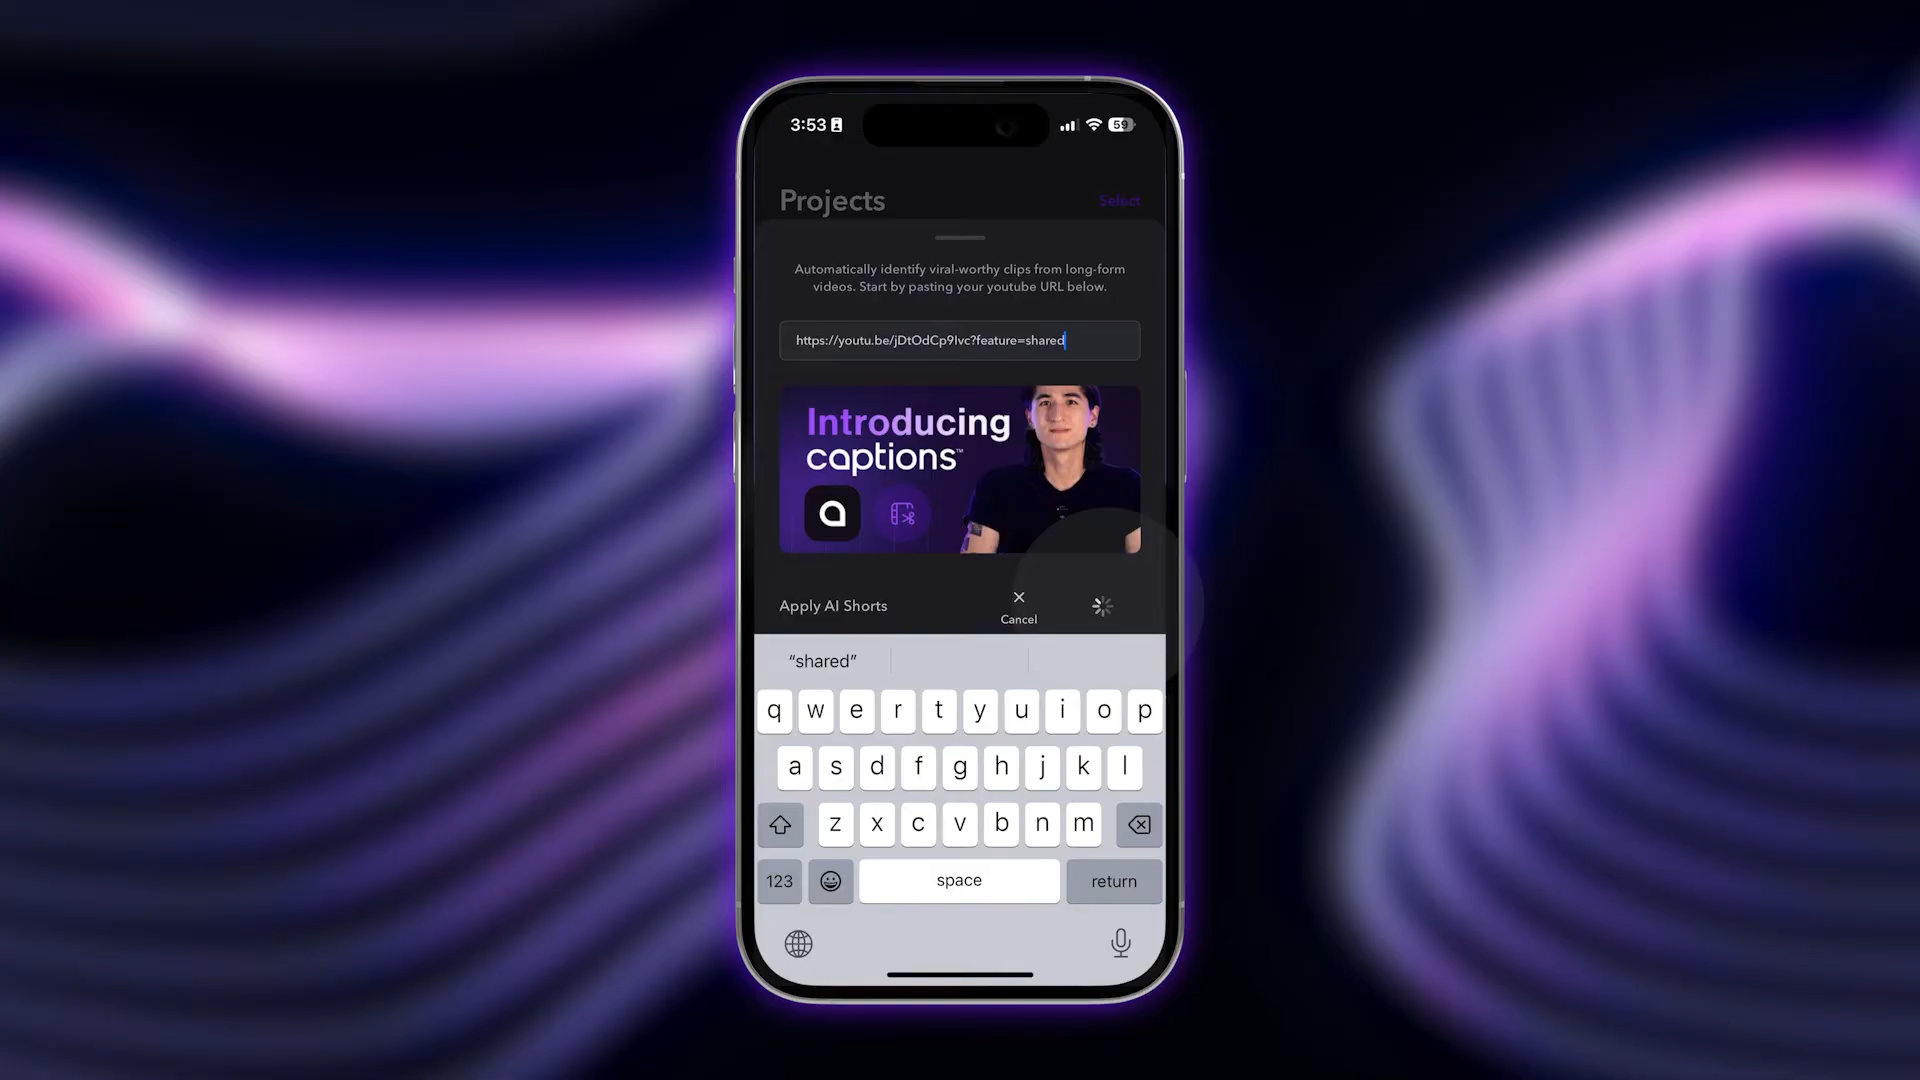 3:53
59
Projects
Select
Automatically identify viral-worthy clips from long-form
videos. Start by pasting your youtube URL below.
https://youtu.be/jDtOdCp9lvc?feature=shared
Introducing
captions™
Apply AI Shorts
Cancel
“shared”
q w e r t y u i o p
a s d f g h j k l
z x c v b n m
123 space return